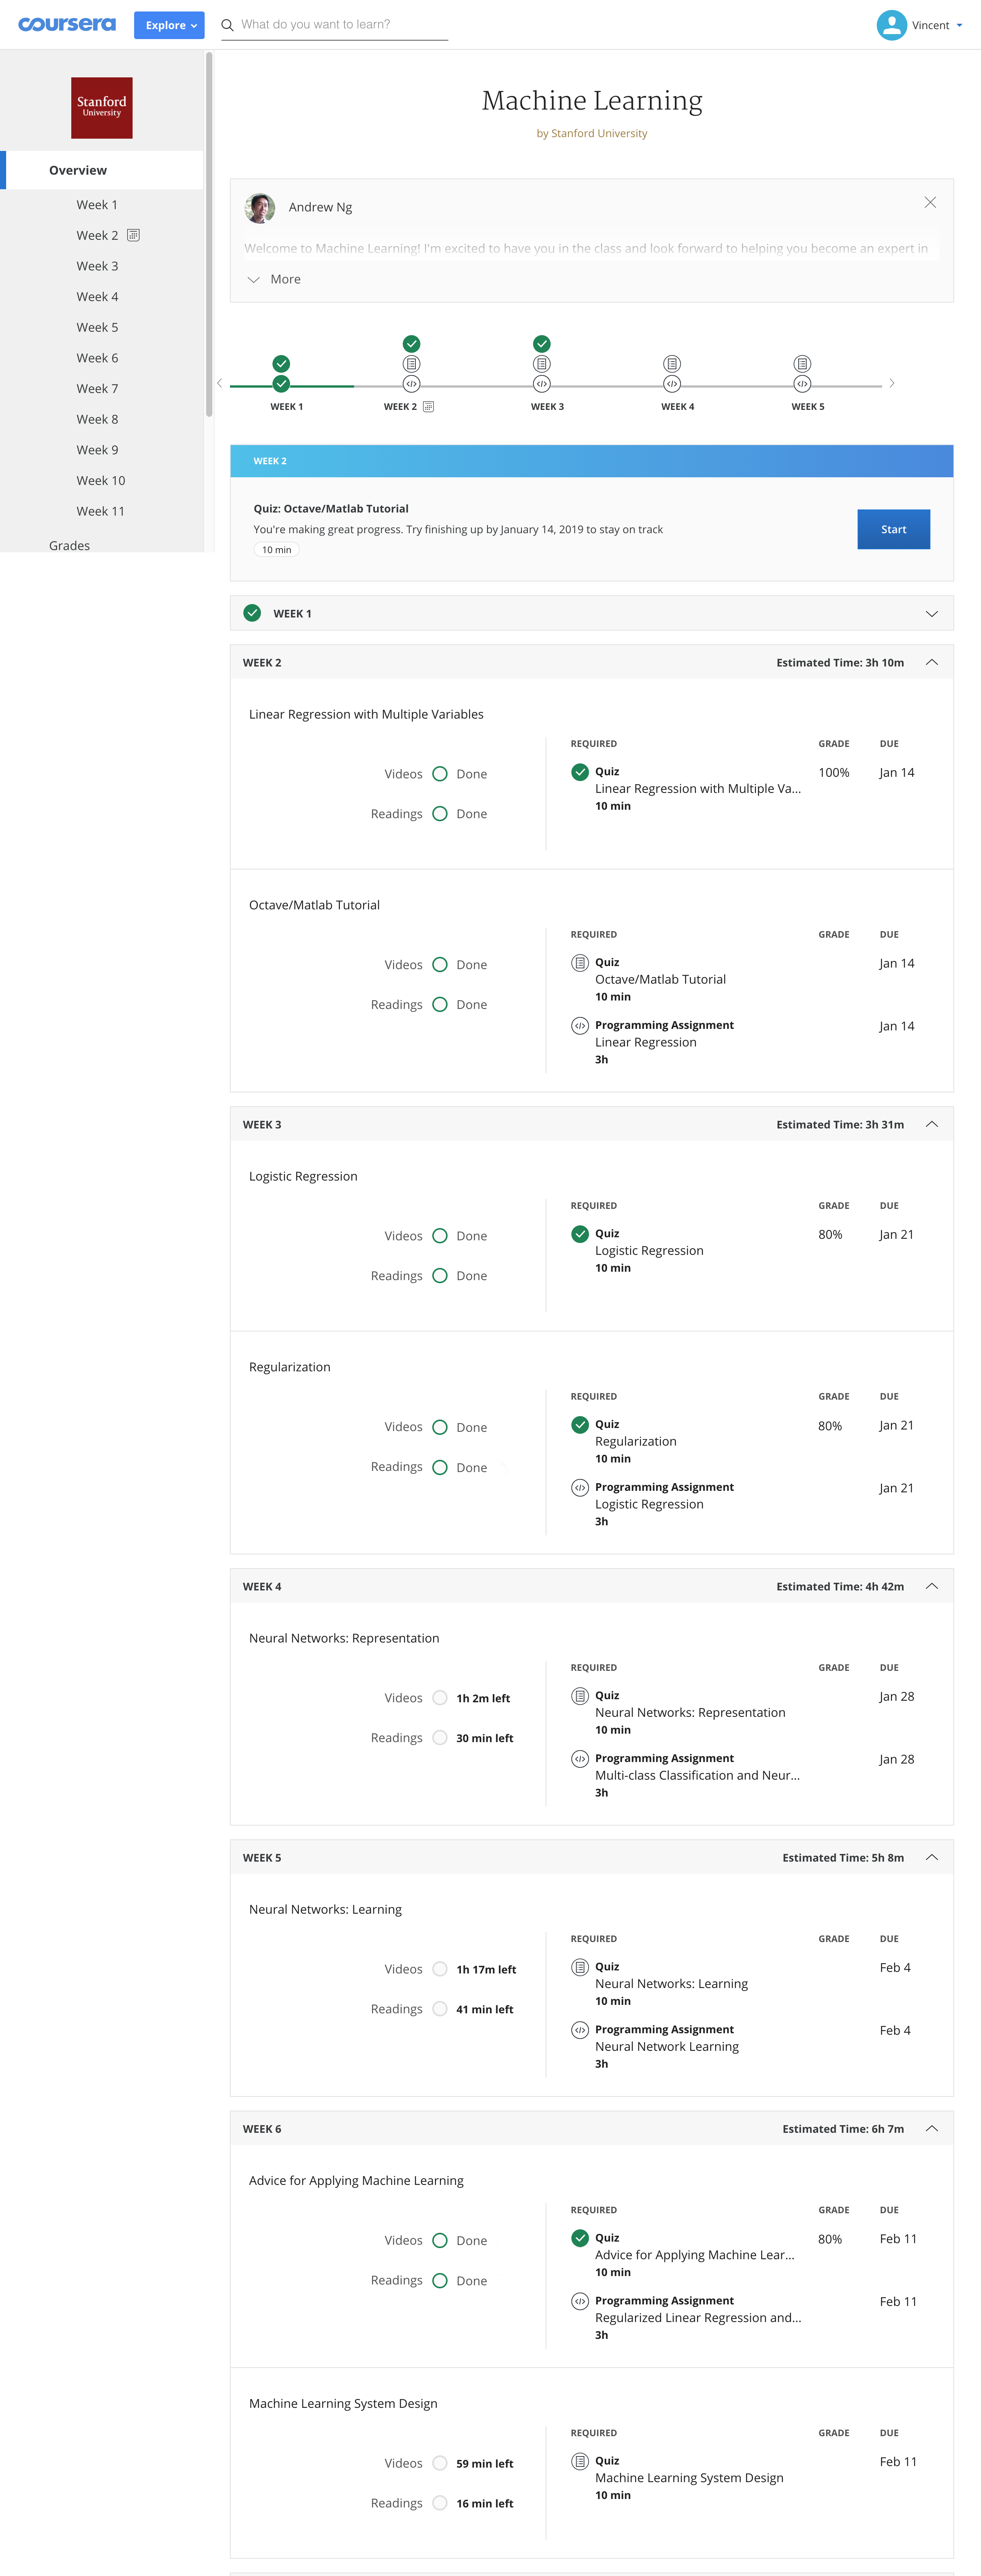 coursera
Explore
What do you want to learn?
Vincent
Stanford
University
Overview
Week 1
Week 2
Week 3
Week 4
Week 5
Week 6
Week 7
Week 8
Week 9
Week 10
Week 11
Grades
Machine Learning
by Stanford University
Andrew Ng
Welcome to Machine Learning! I'm excited to have you in the class and look forward to helping you become an expert in
More
WEEK 1
WEEK 2
WEEK 3
WEEK 4
WEEK 5
WEEK 2
Quiz: Octave/Matlab Tutorial
You're making great progress. Try finishing up by January 14, 2019 to stay on track
10 min
Start
WEEK 1
WEEK 2 Estimated Time: 3h 10m
Linear Regression with Multiple Variables
Videos Done
Readings Done
REQUIRED GRADE DUE
Quiz 100% Jan 14
Linear Regression with Multiple Va...
10 min
Octave/Matlab Tutorial
Videos Done
Readings Done
REQUIRED GRADE DUE
Quiz Jan 14
Octave/Matlab Tutorial
10 min
Programming Assignment Jan 14
Linear Regression
3h
WEEK 3 Estimated Time: 3h 31m
Logistic Regression
Videos Done
Readings Done
REQUIRED GRADE DUE
Quiz 80% Jan 21
Logistic Regression
10 min
Regularization
Videos Done
Readings Done
REQUIRED GRADE DUE
Quiz 80% Jan 21
Regularization
10 min
Programming Assignment Jan 21
Logistic Regression
3h
WEEK 4 Estimated Time: 4h 42m
Neural Networks: Representation
Videos 1h 2m left
Readings 30 min left
REQUIRED GRADE DUE
Quiz Jan 28
Neural Networks: Representation
10 min
Programming Assignment Jan 28
Multi-class Classification and Neur...
3h
WEEK 5 Estimated Time: 5h 8m
Neural Networks: Learning
Videos 1h 17m left
Readings 41 min left
REQUIRED GRADE DUE
Quiz Feb 4
Neural Networks: Learning
10 min
Programming Assignment Feb 4
Neural Network Learning
3h
WEEK 6 Estimated Time: 6h 7m
Advice for Applying Machine Learning
Videos Done
Readings Done
REQUIRED GRADE DUE
Quiz 80% Feb 11
Advice for Applying Machine Lear...
10 min
Programming Assignment Feb 11
Regularized Linear Regression and...
3h
Machine Learning System Design
Videos 59 min left
Readings 16 min left
REQUIRED GRADE DUE
Quiz Feb 11
Machine Learning System Design
10 min